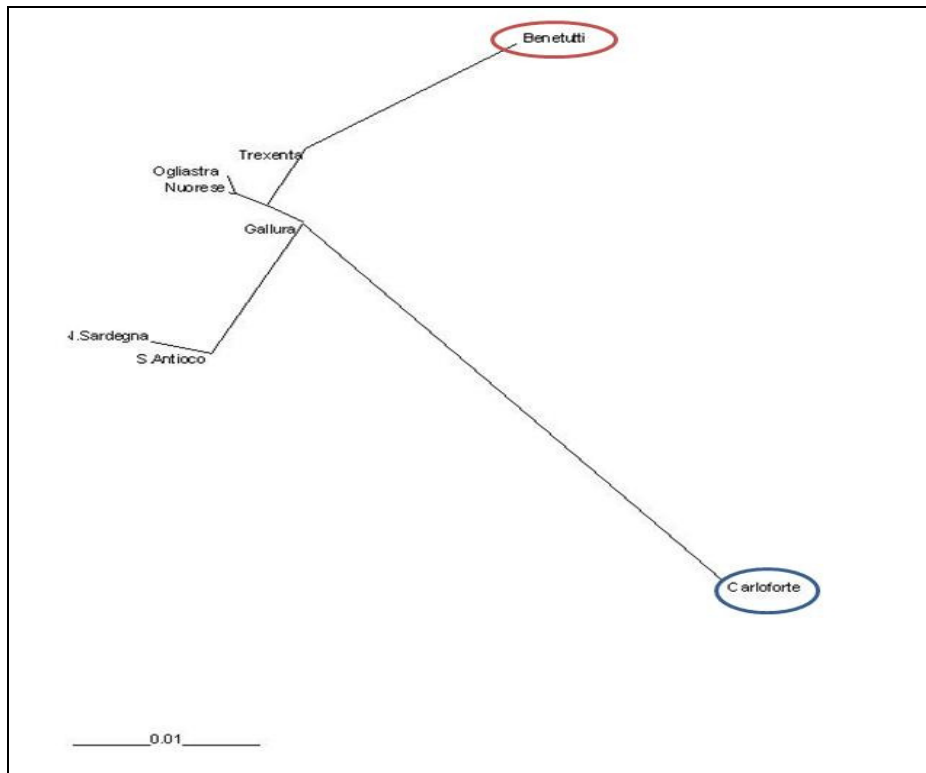 Benetutti
Trexenta
Ogliastra
Nuorese
Gallura
.Sardegna
S.Antioco
Carloforte
0.01